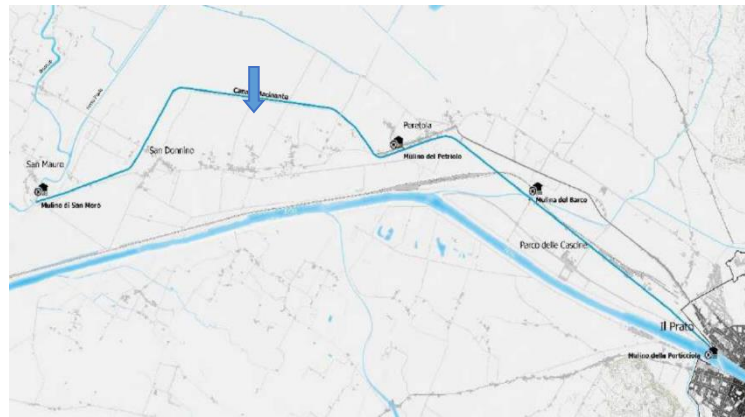 Canale Macinante
Peretola
San Mauro
San Donnino
Mulino del Petriolo
Mulino di San Moro
Mulino del Barco
Parco delle Cascine
Il Prato
Mulino della Porticciola